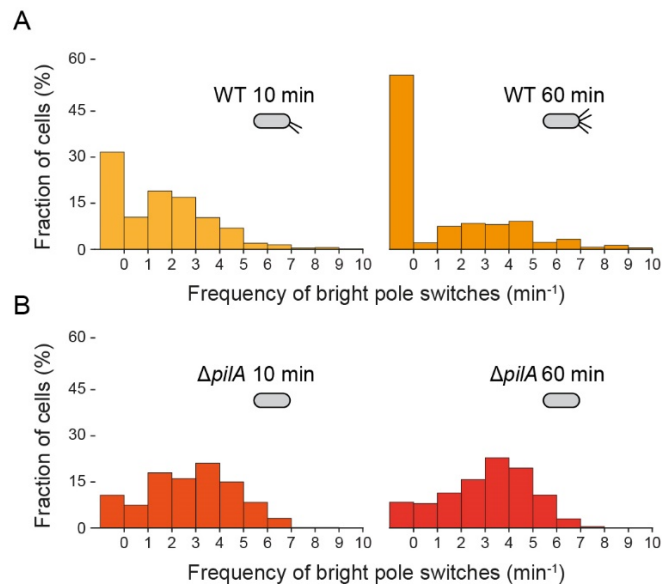 A
Fraction of cells (%)
60
45
30
15
0
WT 10 min
0 1 2 3 4 5 6 7 8 9 10
WT 60 min
0 1 2 3 4 5 6 7 8 9 10
Frequency of bright pole switches (min⁻¹)
B
Fraction of cells (%)
60
45
30
15
0
ΔpilA 10 min
0 1 2 3 4 5 6 7 8 9 10
ΔpilA 60 min
0 1 2 3 4 5 6 7 8 9 10
Frequency of bright pole switches (min⁻¹)